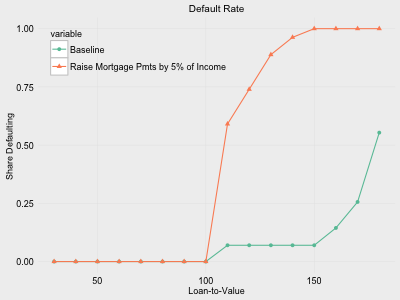 Default Rate
variable
Baseline
Raise Mortgage Pmts by 5% of Income
1.00
0.75
0.50
0.25
0.00
Share Defaulting
50
100
150
Loan-to-Value